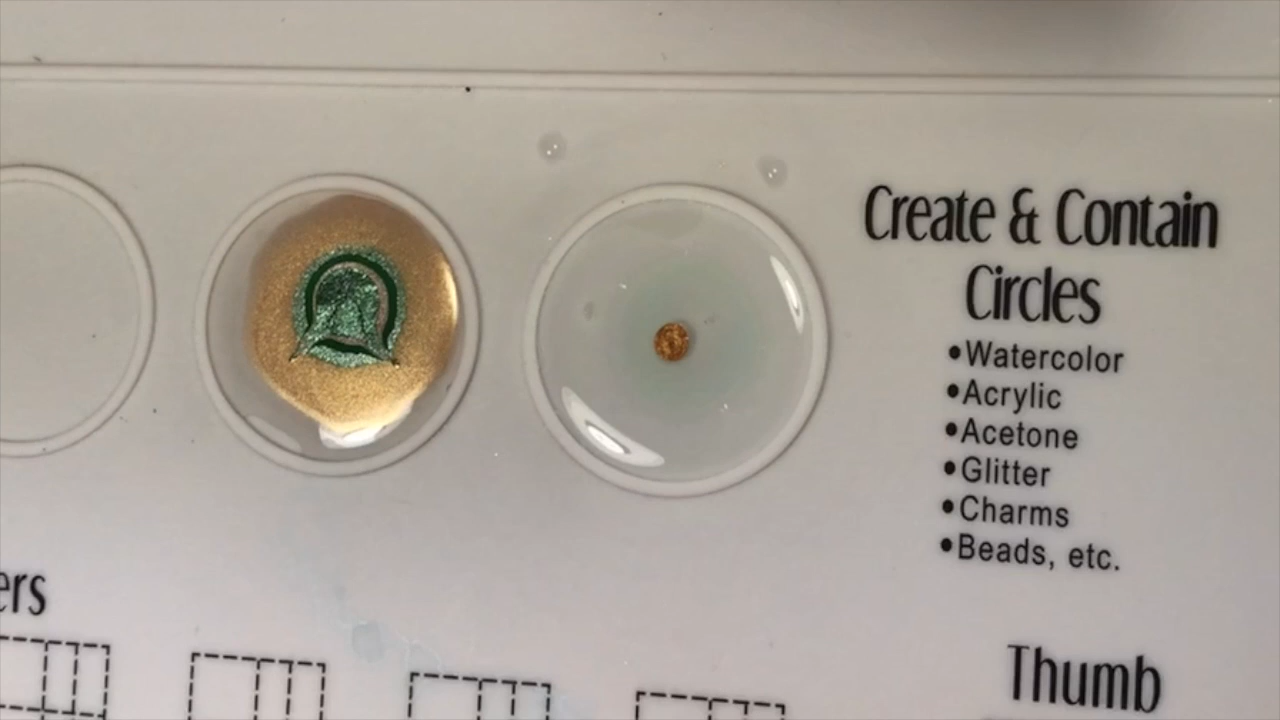 Create & Contain
Circles
•Watercolor
•Acrylic
•Acetone
•Glitter
•Charms
•Beads, etc.
ers
Thumb